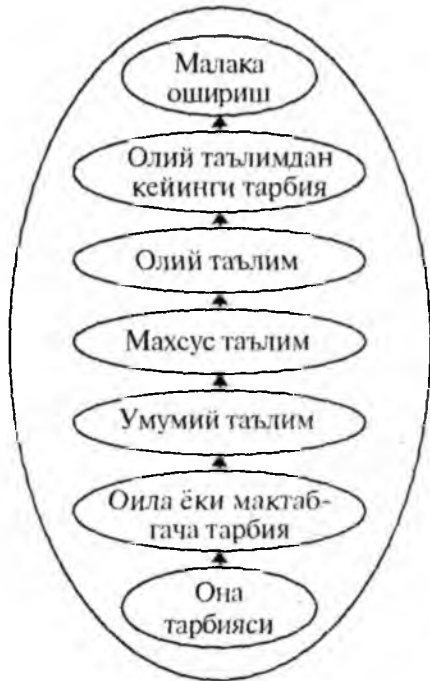 Малака
ошириш
Олий таълимдан
кейинги тарбия
Олий таълим
Махсус таълим
Умумий таълим
Оила ёки мактаб-
гача тарбия
Она
тарбияси